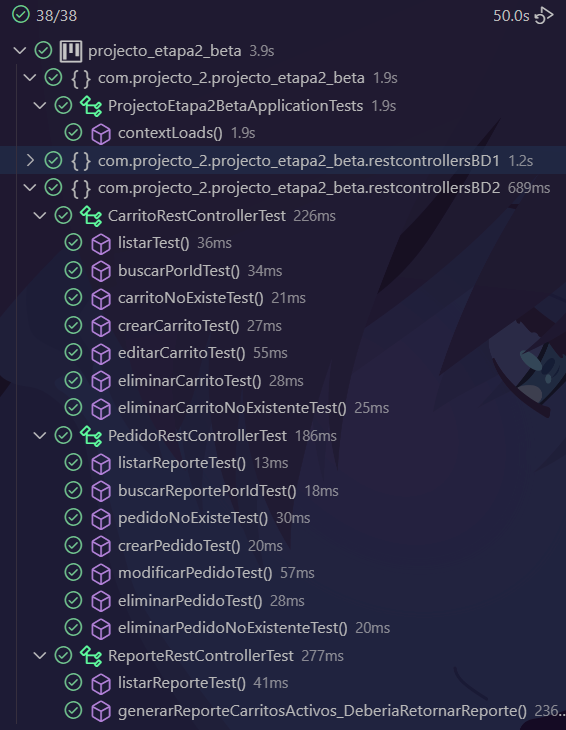 38/38 50.0s
projecto_etapa2_beta 3.9s
{ } com.projecto_2.projecto_etapa2_beta 1.9s
ProjectoEtapa2BetaApplicationTests 1.9s
contextLoads() 1.9s
{ } com.projecto_2.projecto_etapa2_beta.restcontrollersBD1 1.2s
{ } com.projecto_2.projecto_etapa2_beta.restcontrollersBD2 689ms
CarritoRestControllerTest 226ms
listarTest() 36ms
buscarPorIdTest() 34ms
carritoNoExisteTest() 21ms
crearCarritoTest() 27ms
editarCarritoTest() 55ms
eliminarCarritoTest() 28ms
eliminarCarritoNoExistenteTest() 25ms
PedidoRestControllerTest 186ms
listarReporteTest() 13ms
buscarReportePorIdTest() 18ms
pedidoNoExisteTest() 30ms
crearPedidoTest() 20ms
modificarPedidoTest() 57ms
eliminarPedidoTest() 28ms
eliminarPedidoNoExistenteTest() 20ms
ReporteRestControllerTest 277ms
listarReporteTest() 41ms
generarReporteCarritosActivos_DeberiaRetornarReporte() 236...